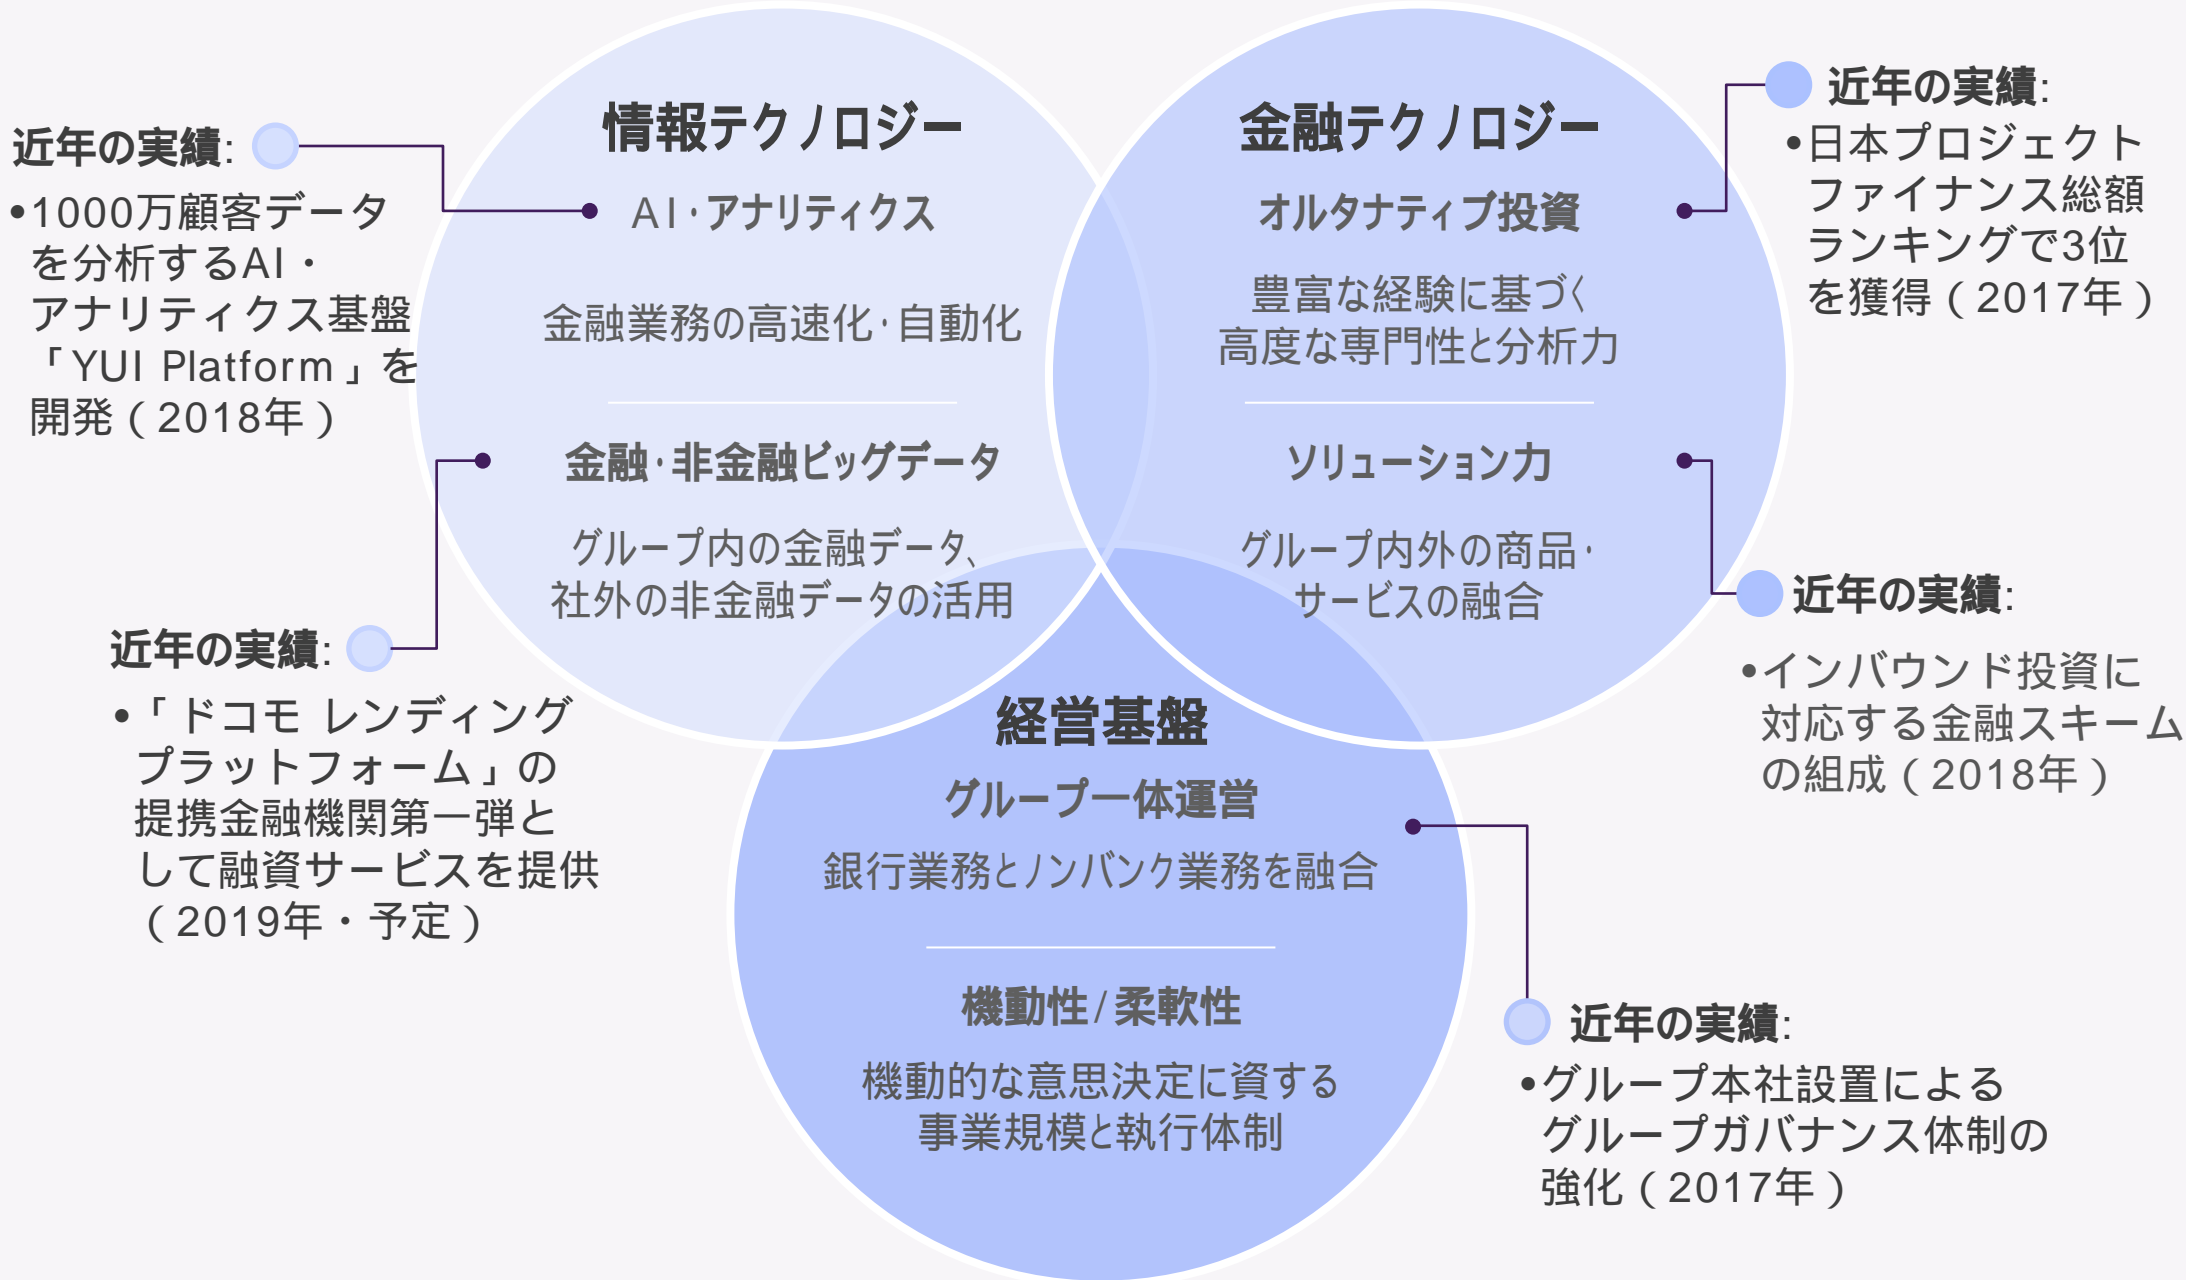 情報テクノロジー
AI・アナリティクス
金融業務の高速化・自動化
金融・非金融ビッグデータ
グループ内の金融データ、
社外の非金融データの活用
近年の実績:
•1000万顧客データ
を分析するAI・
アナリティクス基盤
「YUI Platform」を
開発（2018年）
近年の実績:
•「ドコモ レンディング
プラットフォーム」の
提携金融機関第一弾と
して融資サービスを提供
（2019年・予定）
金融テクノロジー
オルタナティブ投資
豊富な経験に基づく
高度な専門性と分析力
ソリューション力
グループ内外の商品・
サービスの融合
近年の実績:
•日本プロジェクト
ファイナンス総額
ランキングで3位
を獲得（2017年）
近年の実績:
•インバウンド投資に
対応する金融スキーム
の組成（2018年）
経営基盤
グループ一体運営
銀行業務とノンバンク業務を融合
機動性/柔軟性
機動的な意思決定に資する
事業規模と執行体制
近年の実績:
•グループ本社設置による
グループガバナンス体制の
強化（2017年）